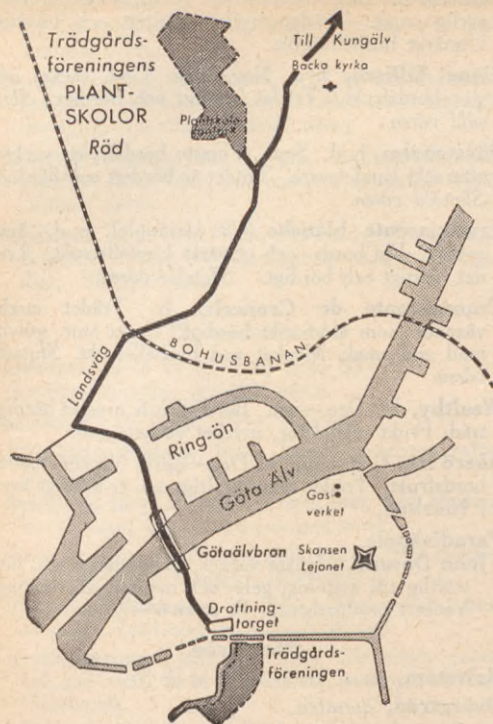 Trädgårds-
föreningens
PLANT-
SKOLOR
Röd
Till Kungälv
Backa kyrka
BOHUSBANAN
Landsväg
Ring-ön
Göta Älv
Gas-
verket
Götaälvbron
Skansen
Lejonet
Drottning-
torget
Trädgårds-
föreningen